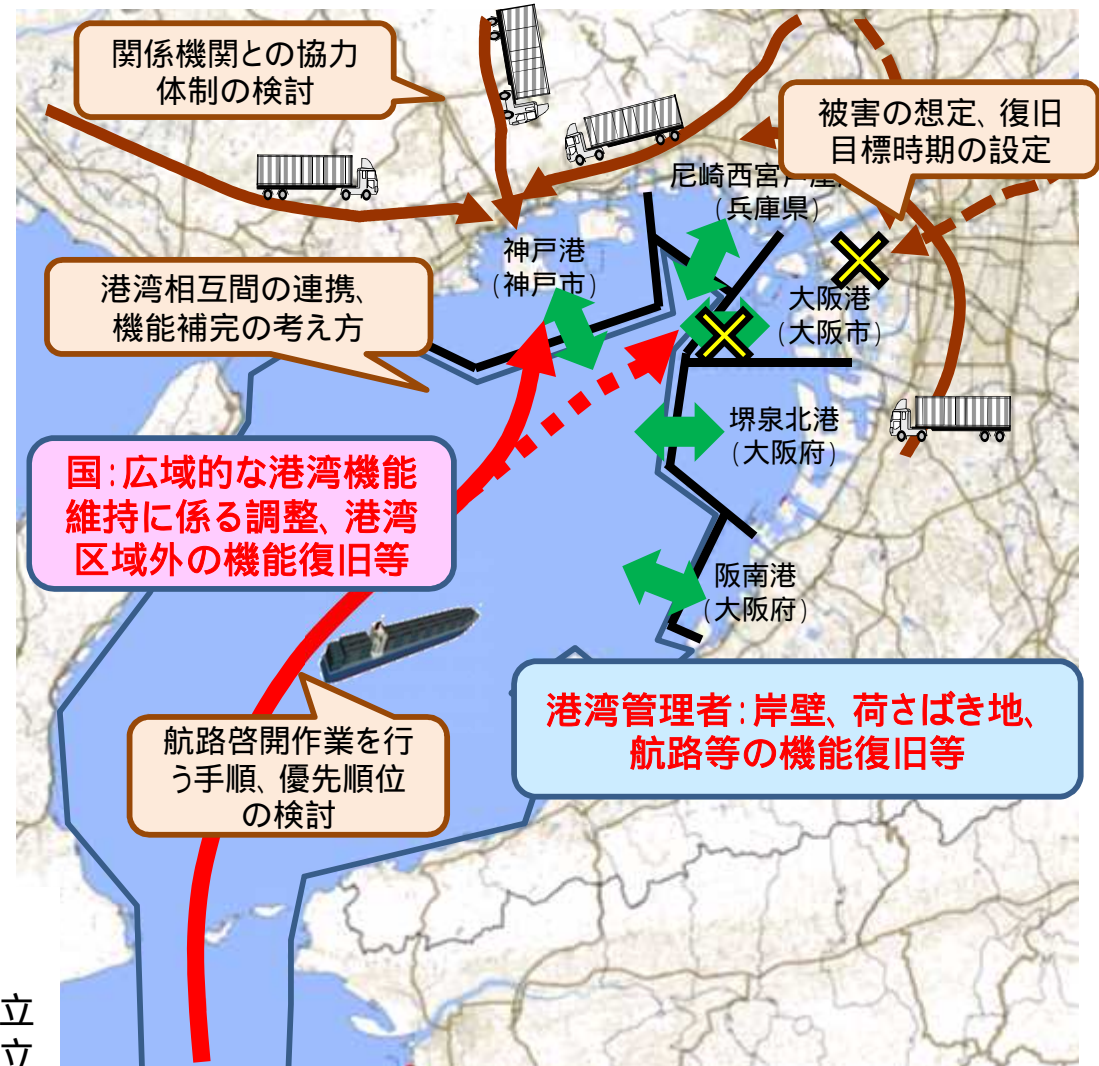 関係機関との協力
体制の検討
被害の想定、復旧
目標時期の設定
尼崎西宮芦屋
(兵庫県)
神戸港
(神戸市)
大阪港
(大阪市)
港湾相互間の連携、
機能補完の考え方
堺泉北港
(大阪府)
国:広域的な港湾機能
維持に係る調整、港湾
区域外の機能復旧等
阪南港
(大阪府)
港湾管理者:岸壁、荷さばき地、
航路等の機能復旧等
航路啓開作業を行
う手順、優先順位
の検討
立
立